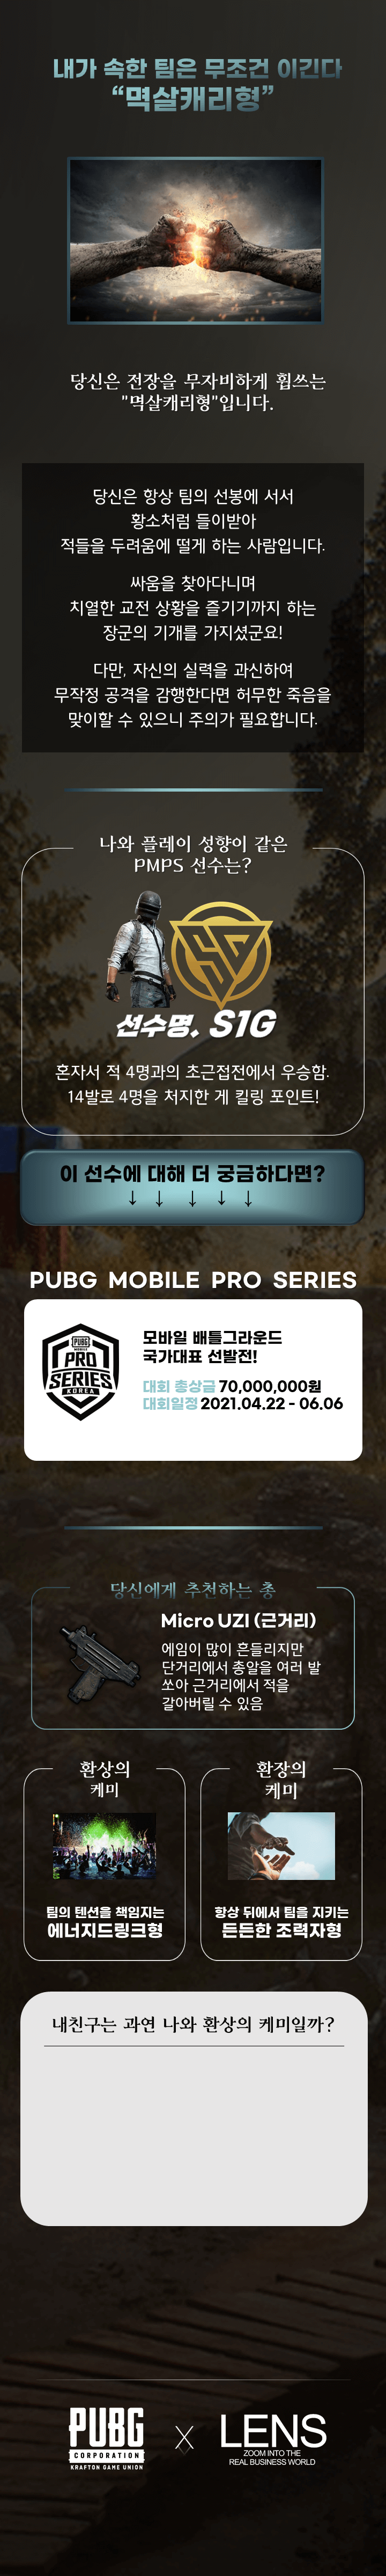 내가 속한 팀은 무조건 이긴다
“멱살캐리형”
당신은 전장을 무자비하게 휩쓰는
"멱살캐리형"입니다.
당신은 항상 팀의 선봉에 서서
황소처럼 들이받아
적들을 두려움에 떨게 하는 사람입니다.
싸움을 찾아다니며
치열한 교전 상황을 즐기기까지 하는
장군의 기개를 가지셨군요!
다만, 자신의 실력을 과신하여
무작정 공격을 감행한다면 허무한 죽음을
맞이할 수 있으니 주의가 필요합니다.
나와 플레이 성향이 같은
PMPS 선수는?
선수명. S1G
혼자서 적 4명과의 초근접전에서 우승함.
14발로 4명을 처지한 게 킬링 포인트!
이 선수에 대해 더 궁금하다면?
↓ ↓ ↓ ↓ ↓
PUBG MOBILE PRO SERIES
PUBG
MOBILE
PRO
SERIES
KOREA
모바일 배틀그라운드
국가대표 선발전!
대회 총상금 70,000,000원
대회일정 2021.04.22 - 06.06
당신에게 추천하는 총
Micro UZI (근거리)
에임이 많이 흔들리지만
단거리에서 총알을 여러 발
쏘아 근거리에서 적을
갈아버릴 수 있음
환상의
케미
팀의 텐션을 책임지는
에너지드링크형
환장의
케미
항상 뒤에서 팀을 지키는
든든한 조력자형
내친구는 과연 나와 환상의 케미일까?
PUBG
CORPORATION
KRAFTON GAME UNION
X
LENS
ZOOM INTO THE
REAL BUSINESS WORLD